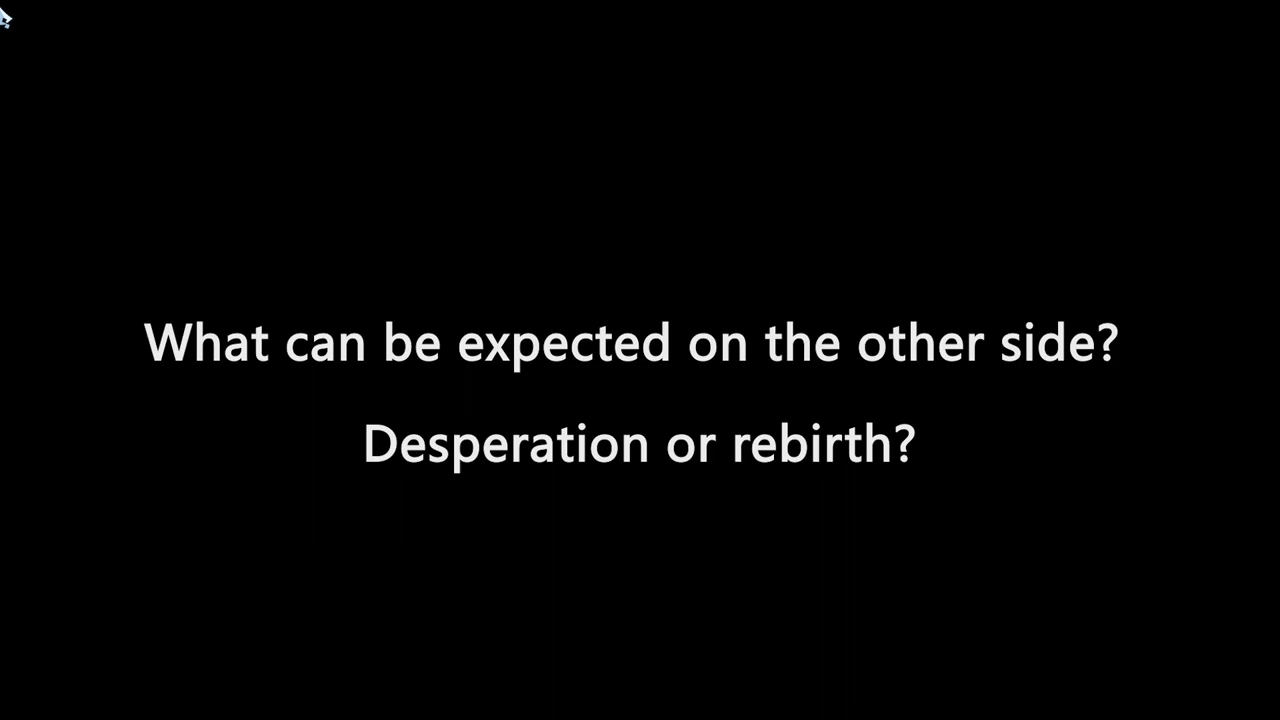 What can be expected on the other side?
Desperation or rebirth?